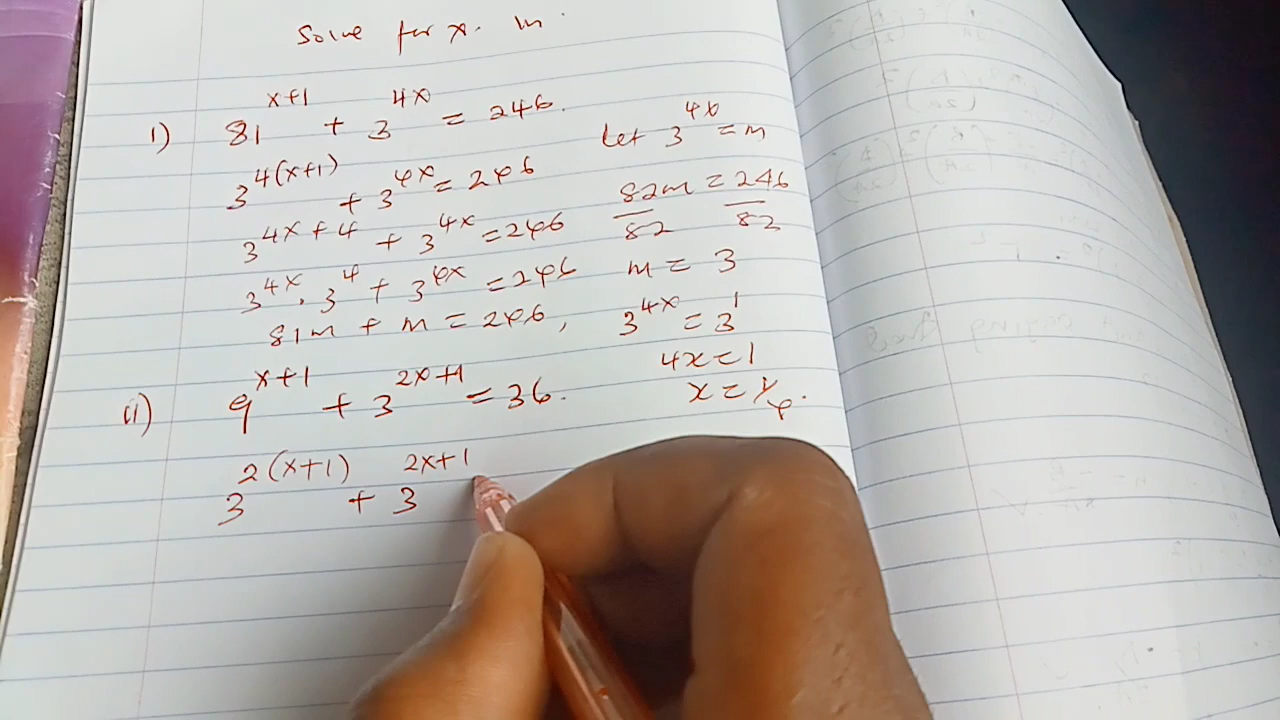 Solve for x. in
1) 81^{x+1} + 3^{4x} = 246.
3^{4(x+1)} + 3^{4x} = 246
3^{4x+4} + 3^{4x} = 246
3^{4x} . 3^4 + 3^{4x} = 246
81m + m = 246,
Let 3^{4x} = m
82m/82 = 246/82
m = 3
3^{4x} = 3^1
4x = 1
x = 1/4.
(ii) 9^{x+1} + 3^{2x+1} = 36.
3^{2(x+1)} + 3^{2x+1}